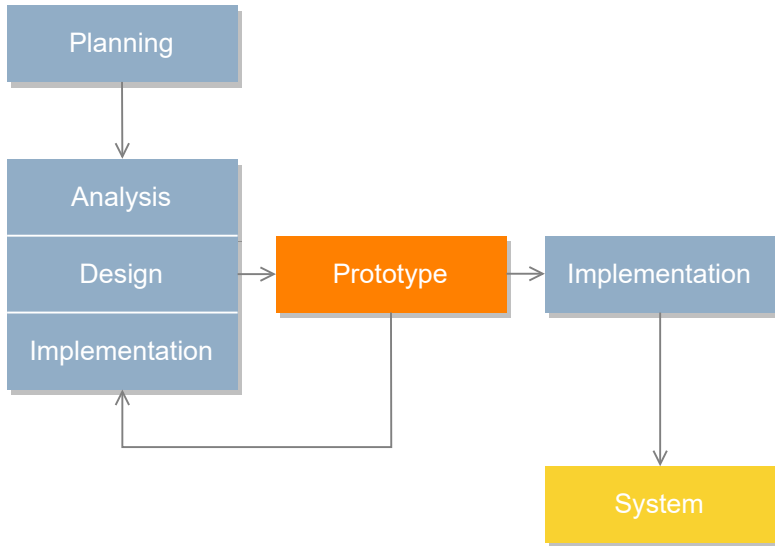 Planning
Analysis
Design
Implementation
Prototype
Implementation
System